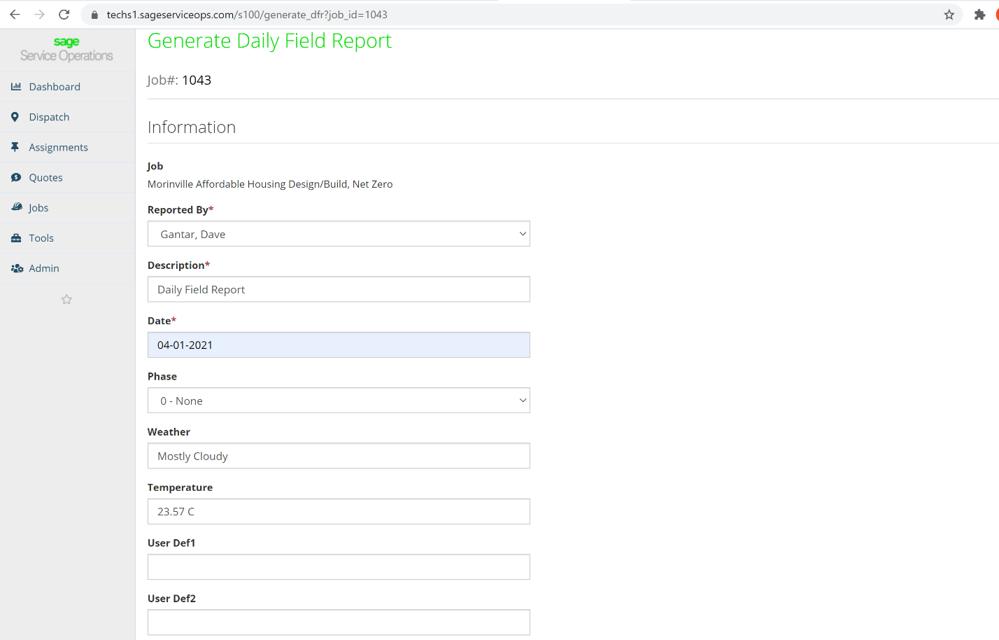 techs1.sageserviceops.com/s100/generate_dfr?job_id=1043
sage
Service Operations
Dashboard
Dispatch
Assignments
Quotes
Jobs
Tools
Admin
Generate Daily Field Report
Job#: 1043
Information
Job
Morinville Affordable Housing Design/Build, Net Zero
Reported By*
Gantar, Dave
Description*
Daily Field Report
Date*
04-01-2021
Phase
0 - None
Weather
Mostly Cloudy
Temperature
23.57 C
User Def1
User Def2